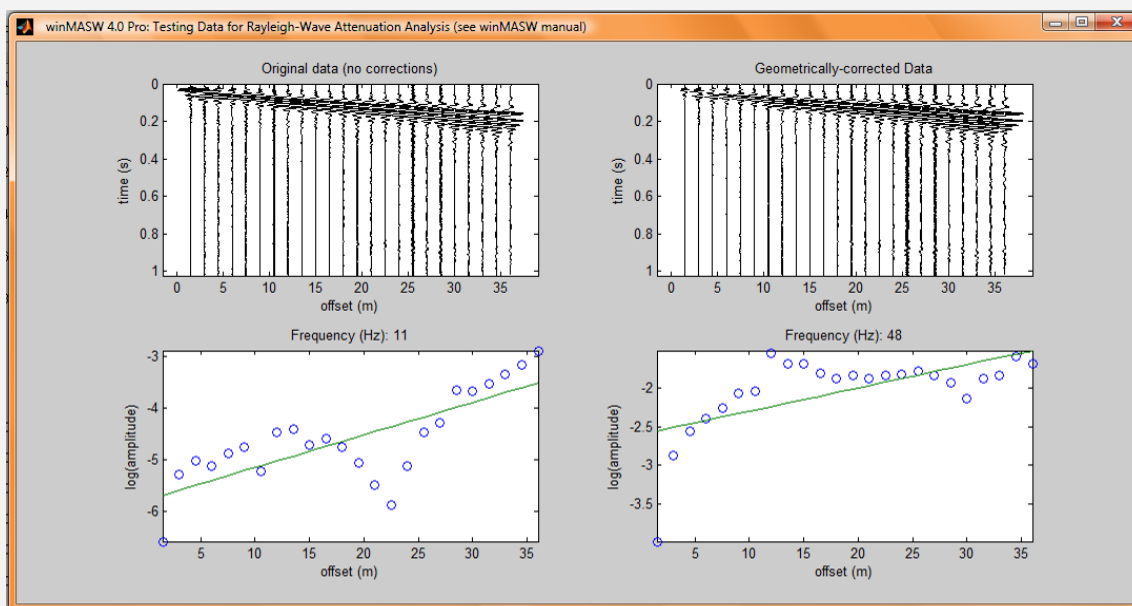 winMASW 4.0 Pro: Testing Data for Rayleigh-Wave Attenuation Analysis (see winMASW manual)
Original data (no corrections)
0
0.2
0.4
0.6
0.8
1
time (s)
0 5 10 15 20 25 30 35
offset (m)
Geometrically-corrected Data
0
0.2
0.4
0.6
0.8
1
time (s)
0 5 10 15 20 25 30 35
offset (m)
Frequency (Hz): 11
-3
-4
-5
-6
log(amplitude)
5 10 15 20 25 30 35
offset (m)
Frequency (Hz): 48
-2
-2.5
-3
-3.5
log(amplitude)
5 10 15 20 25 30 35
offset (m)